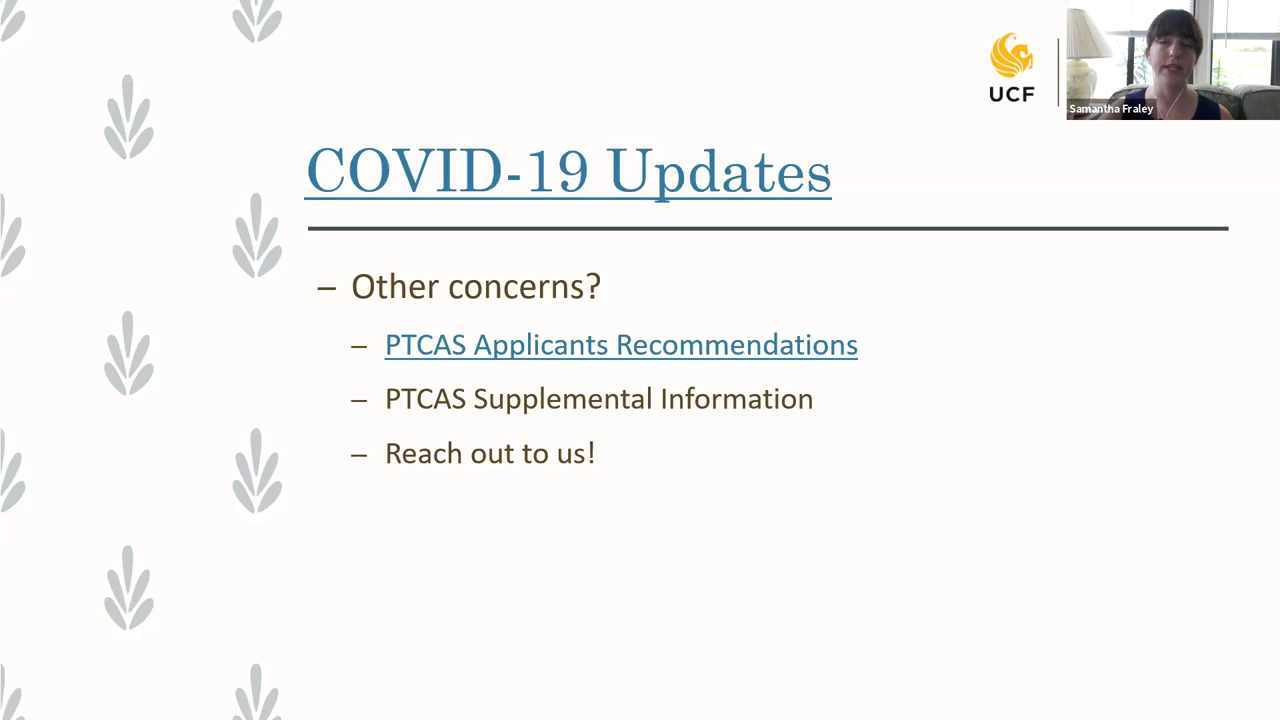 UCF
Samantha Fraley
COVID-19 Updates
– Other concerns?
– PTCAS Applicants Recommendations
– PTCAS Supplemental Information
– Reach out to us!